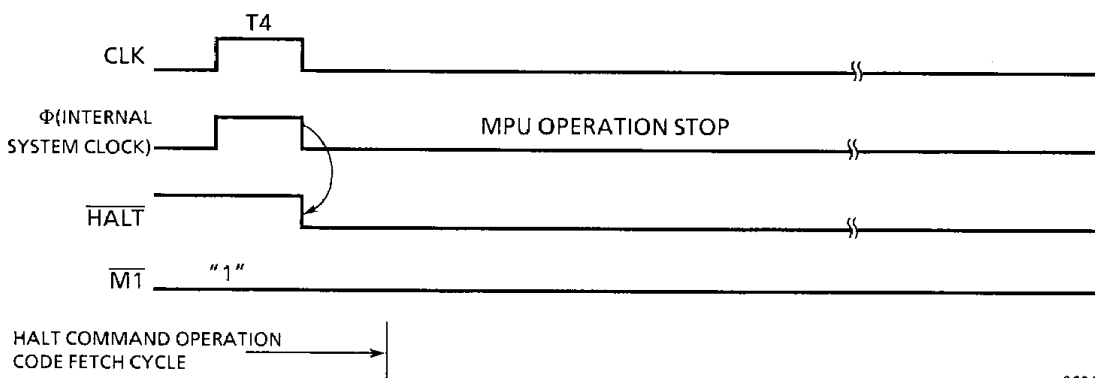 T4
CLK
Φ(INTERNAL
SYSTEM CLOCK)
MPU OPERATION STOP
HALT
M1
"1"
HALT COMMAND OPERATION
CODE FETCH CYCLE